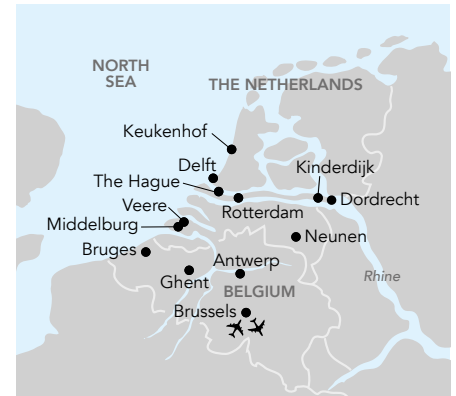 NORTH
SEA
THE NETHERLANDS
Keukenhof
Delft
Kinderdijk
The Hague
Dordrecht
Veere
Rotterdam
Middelburg
Neunen
Bruges
Antwerp
Ghent
Rhine
BELGIUM
Brussels